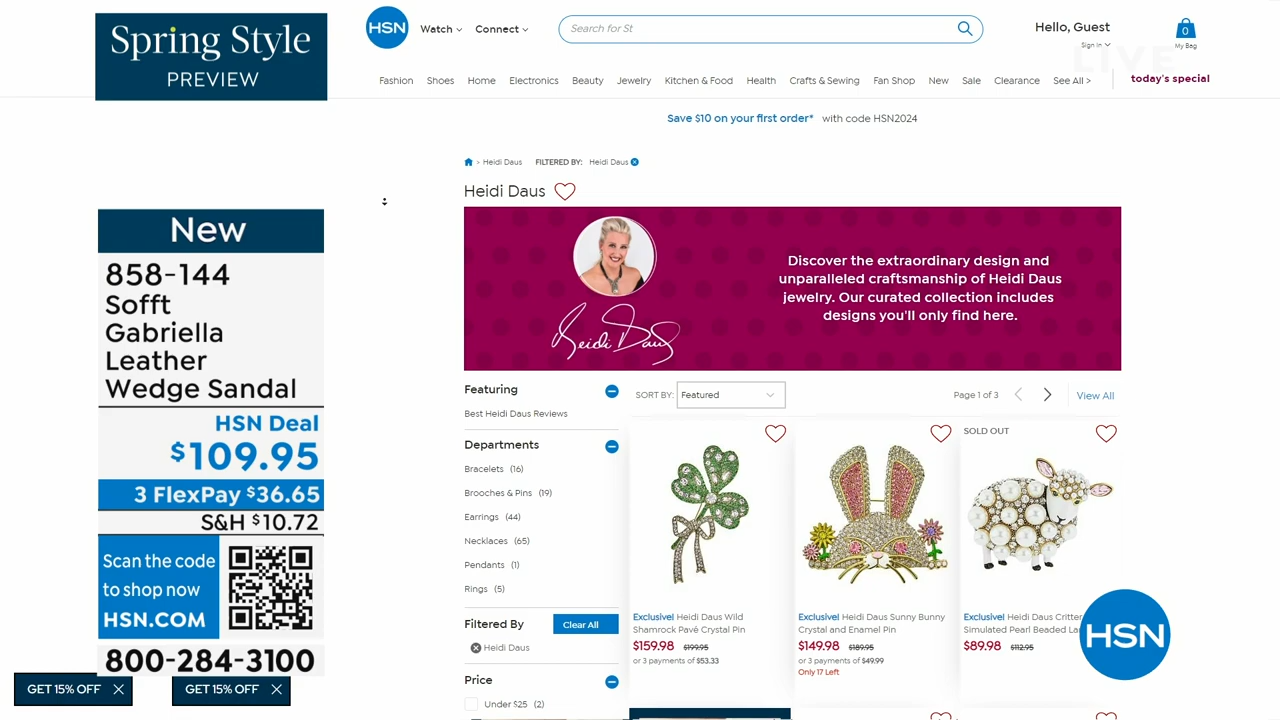 Spring Style
PREVIEW
HSN
Watch
Connect
Search for St
Hello, Guest
Sign In
0
My Bag
LIVE
Fashion
Shoes
Home
Electronics
Beauty
Jewelry
Kitchen & Food
Health
Crafts & Sewing
Fan Shop
New
Sale
Clearance
See All >
today's special
Save $10 on your first order* with code HSN2024
> Heidi Daus FILTERED BY: Heidi Daus
Heidi Daus
Heidi Daus
Discover the extraordinary design and
unparalleled craftsmanship of Heidi Daus
jewelry. Our curated collection includes
designs you'll only find here.
New
858-144
Sofft
Gabriella
Leather
Wedge Sandal
HSN Deal
$109.95
3 FlexPay $36.65
S&H $10.72
Scan the code
to shop now
HSN.COM
800-284-3100
GET 15% OFF
GET 15% OFF
Featuring
Best Heidi Daus Reviews
Departments
Bracelets (16)
Brooches & Pins (19)
Earrings (44)
Necklaces (65)
Pendants (1)
Rings (5)
Filtered By
Clear All
Heidi Daus
Price
Under $25 (2)
SORT BY: Featured
Page 1 of 3
View All
Exclusive! Heidi Daus Wild
Shamrock Pavé Crystal Pin
$159.98 $199.95
or 3 payments of $53.33
Exclusive! Heidi Daus Sunny Bunny
Crystal and Enamel Pin
$149.98 $189.95
or 3 payments of $49.99
Only 17 Left
SOLD OUT
Exclusive! Heidi Daus Critter
Simulated Pearl Beaded La
$89.98 $112.95
HSN